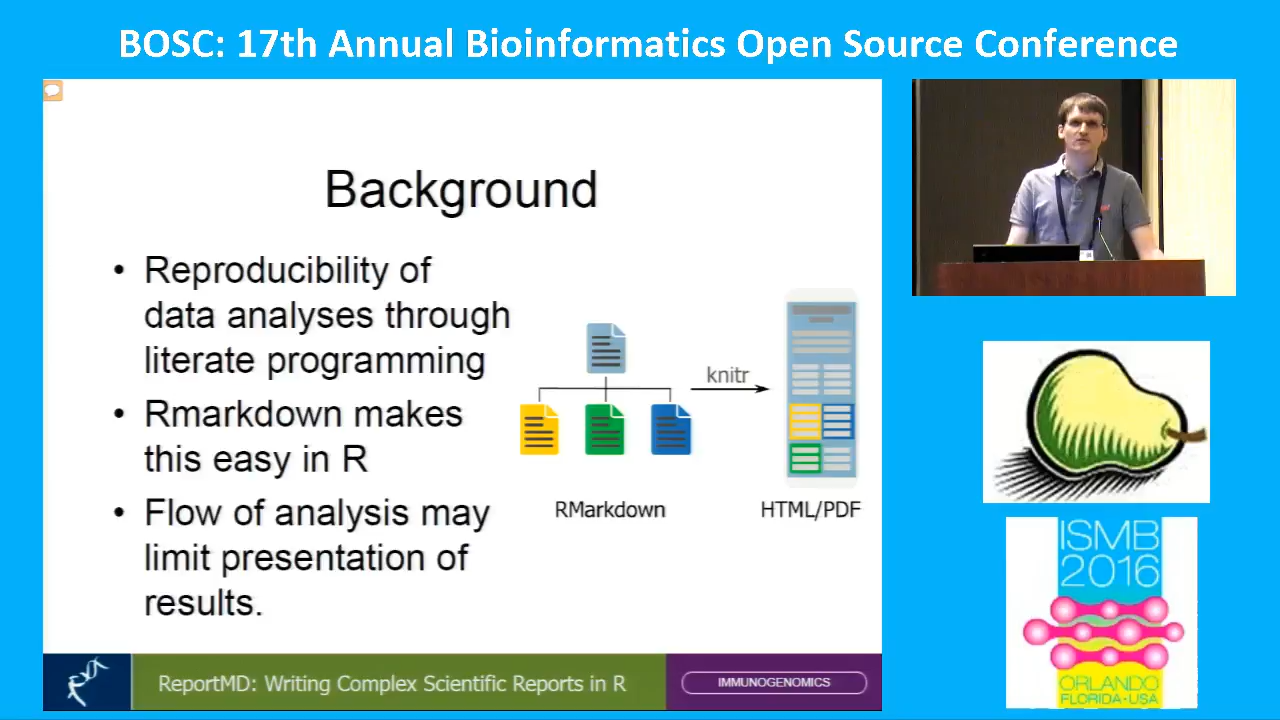 BOSC: 17th Annual Bioinformatics Open Source Conference
Background
• Reproducibility of
data analyses through
literate programming
• Rmarkdown makes
this easy in R
• Flow of analysis may
limit presentation of
results.
knitr
RMarkdown
HTML/PDF
ReportMD: Writing Complex Scientific Reports in R
IMMUNOGENOMICS
ISMB
2016
ORLANDO
FLORIDA·USA